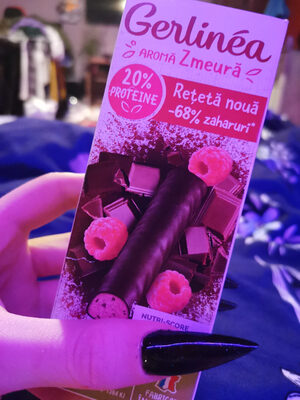 Gerlinéa
AROMĂ Zmeură
20%
PROTEINE
Rețetă nouă
-68% zaharuri*
NUTRI-SCORE